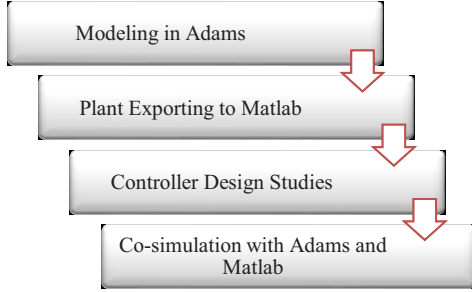 Modeling in Adams
Plant Exporting to Matlab
Controller Design Studies
Co-simulation with Adams and
Matlab